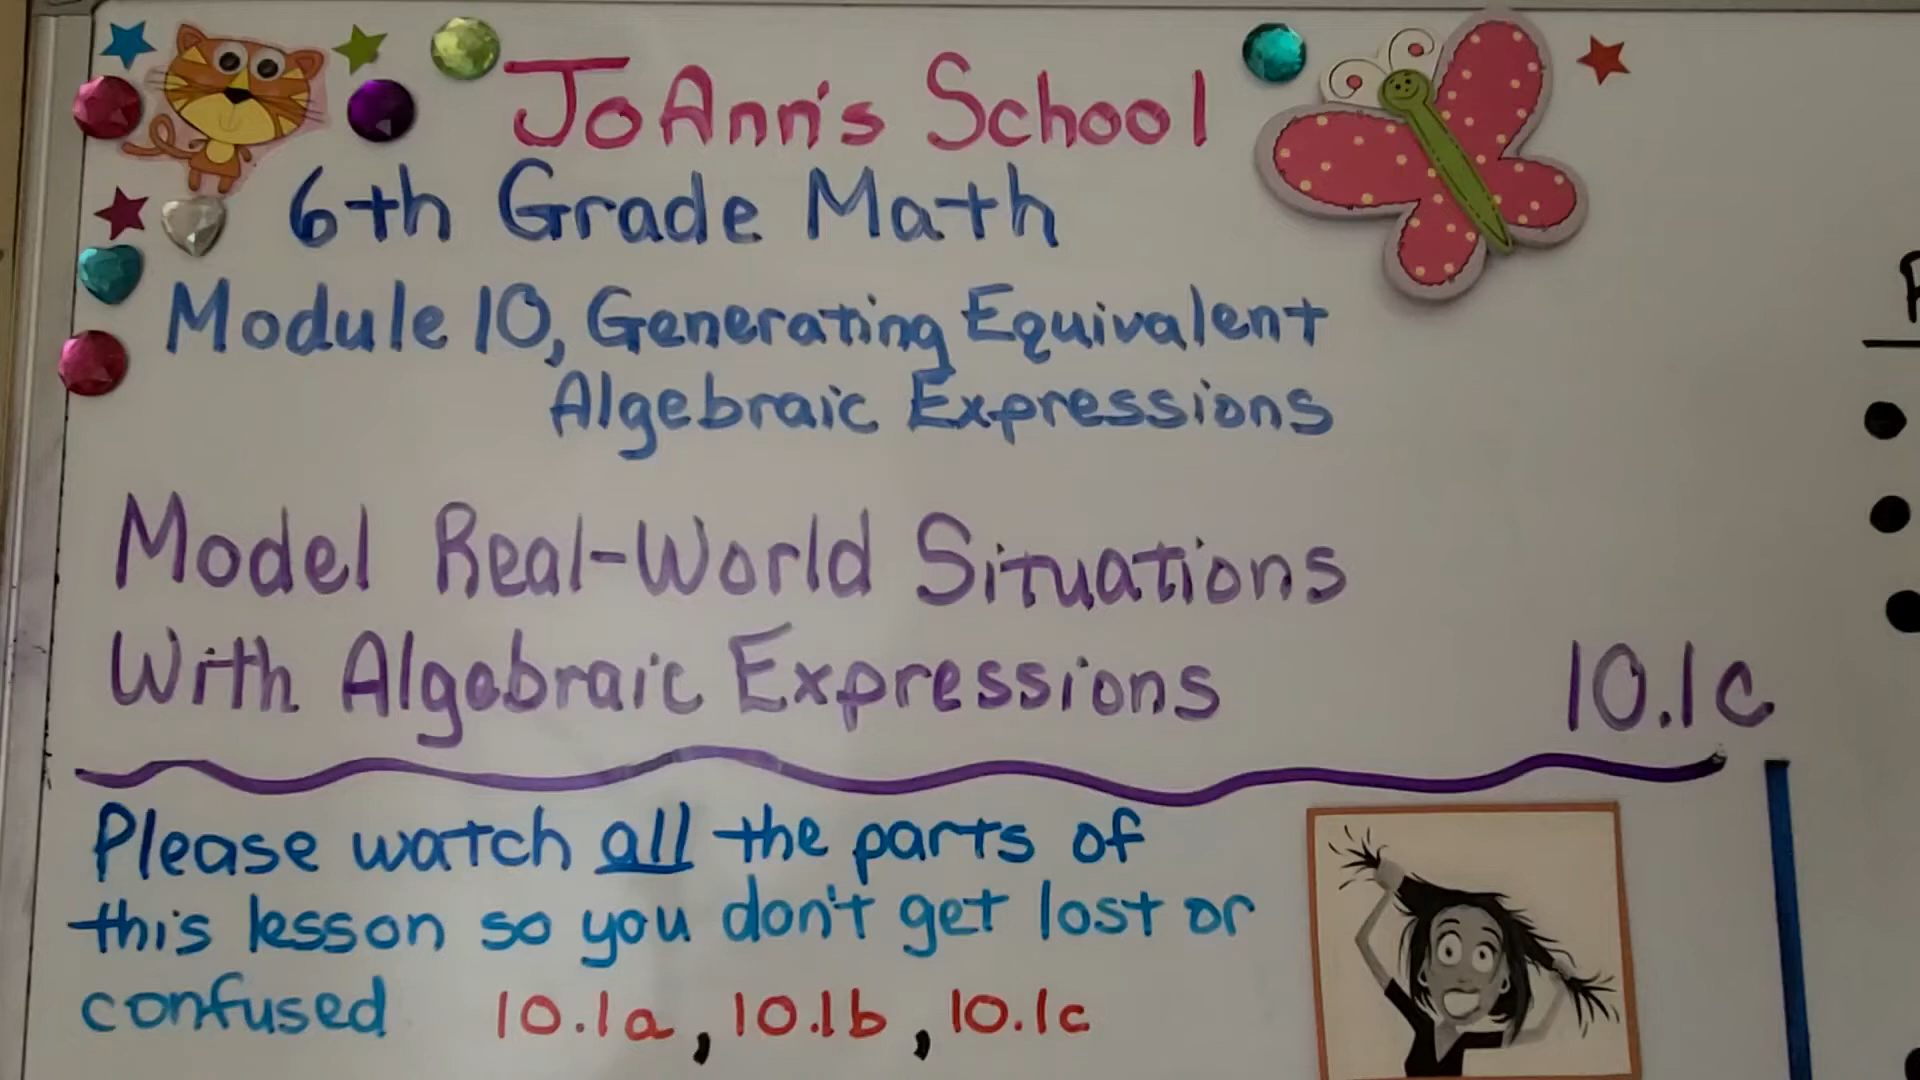 JoAnn's School
6th Grade Math
Module 10, Generating Equivalent
Algebraic Expressions
Model Real-World Situations
With Algebraic Expressions 10.1c
Please watch all the parts of
this lesson so you don't get lost or
confused 10.1a, 10.1b, 10.1c